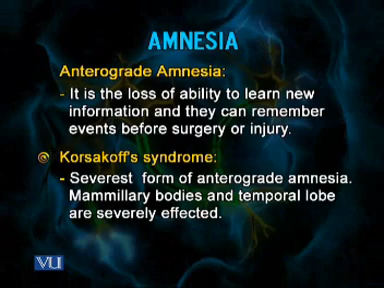 AMNESIA
Anterograde Amnesia:
- It is the loss of ability to learn new
information and they can remember
events before surgery or injury.
Korsakoff's syndrome:
- Severest form of anterograde amnesia.
Mammillary bodies and temporal lobe
are severely effected.
VU